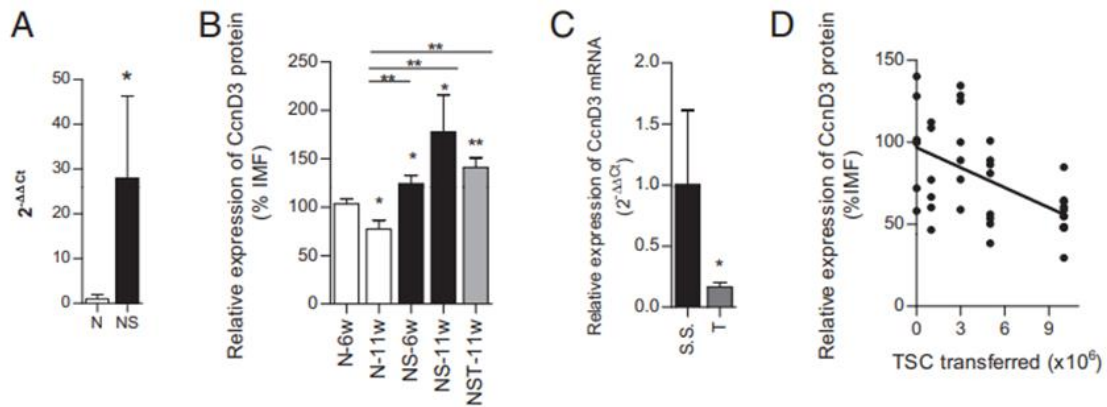 A
2-ΔΔCt
50
40
30
20
10
0
*
N
NS
B
Relative expression of CcnD3 protein
(% IMF)
250
200
150
100
50
0
**
**
**
*
*
*
**
N-6w
N-11w
NS-6w
NS-11w
NST-11w
C
Relative expression of CcnD3 mRNA
(2-ΔΔCt)
2.0
1.5
1.0
0.5
0.0
*
S.S.
T
D
Relative expression of CcnD3 protein
(%IMF)
150
100
50
0
0
3
6
9
TSC transferred (x10⁶)